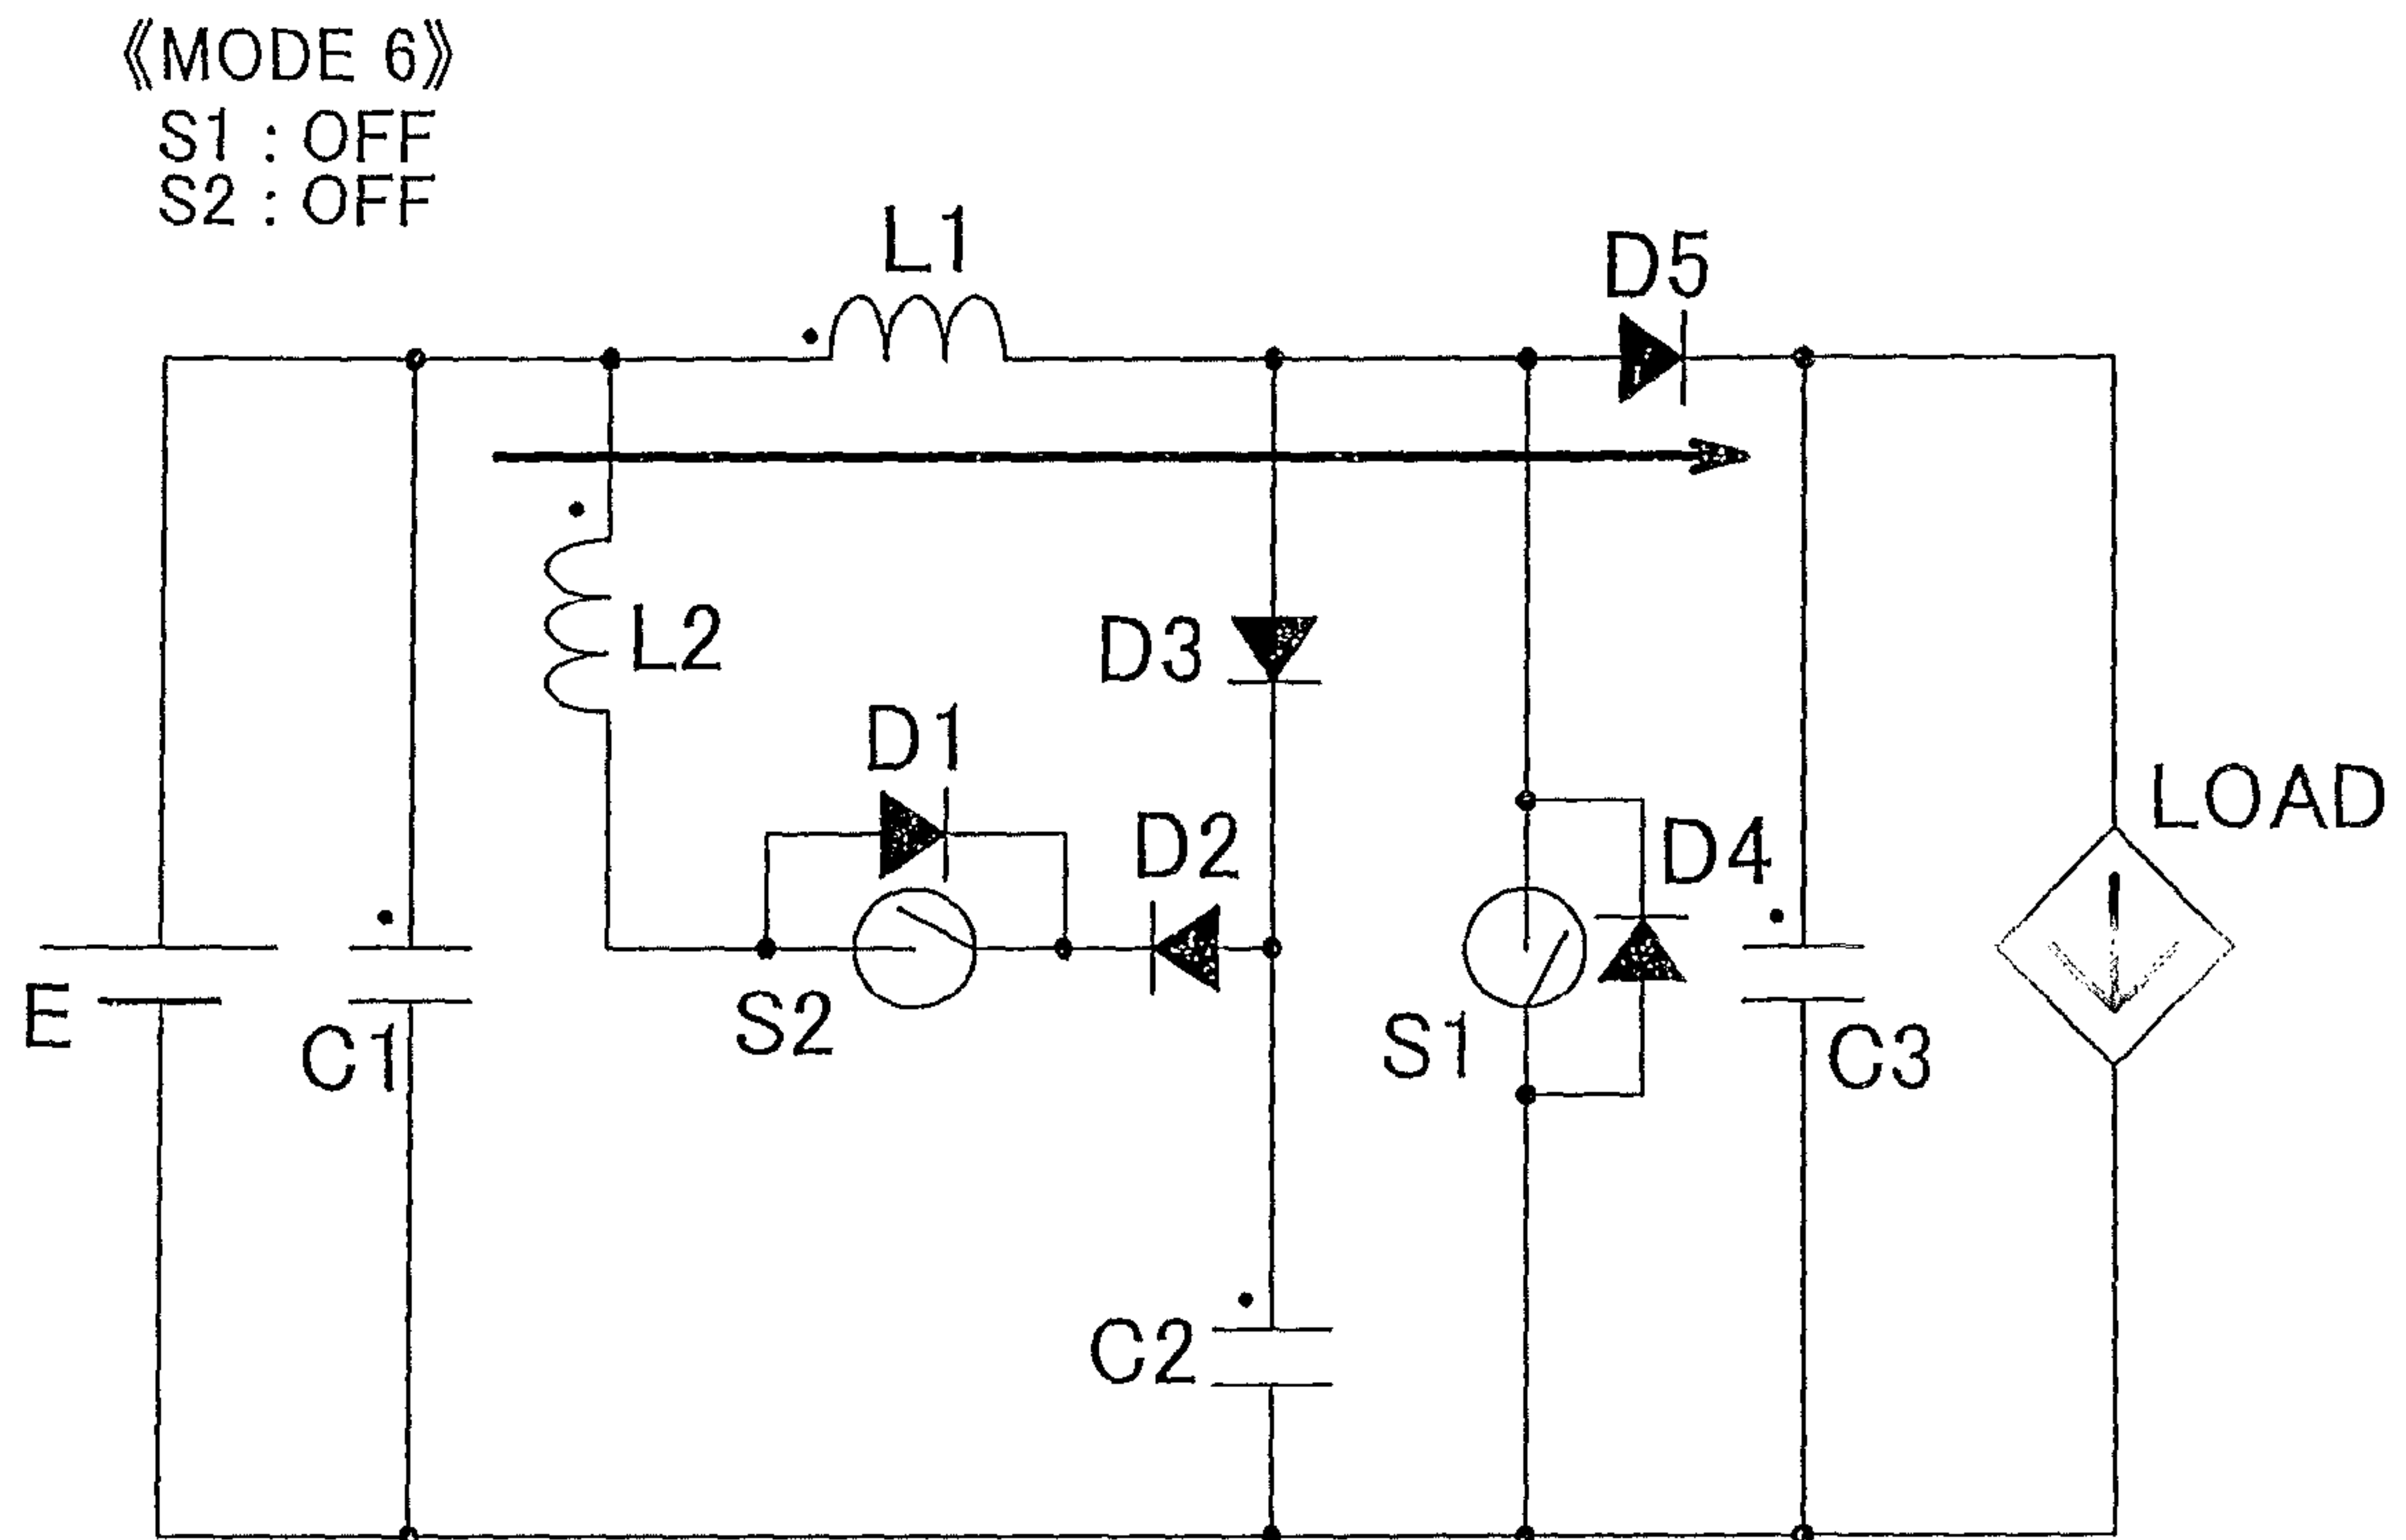 《MODE 6》
S1 : OFF
S2 : OFF
L1
D5
L2
D3
D1
D2
LOAD
D4
E
C1
S2
S1
C3
C2